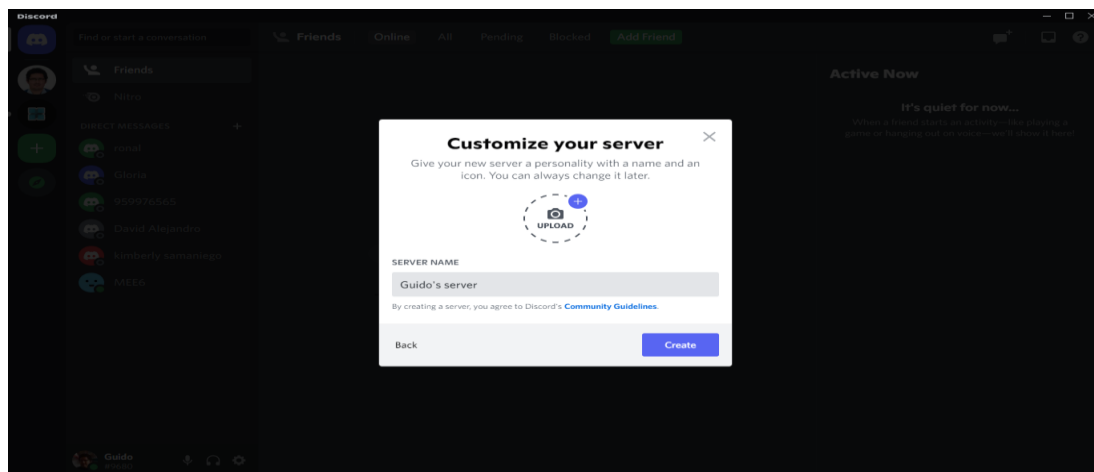 Discord
Find or start a conversation
Friends
Online
All
Pending
Blocked
Add Friend
Friends
Nitro
DIRECT MESSAGES
ronal
Gloria
959976565
David Alejandro
kimberly samaniego
MEE6
Active Now
It's quiet for now...
When a friend starts an activity—like playing a
game or hanging out on voice—we'll show it here!
Customize your server
Give your new server a personality with a name and an
icon. You can always change it later.
UPLOAD
SERVER NAME
Guido's server
By creating a server, you agree to Discord's Community Guidelines.
Back
Create
Guido